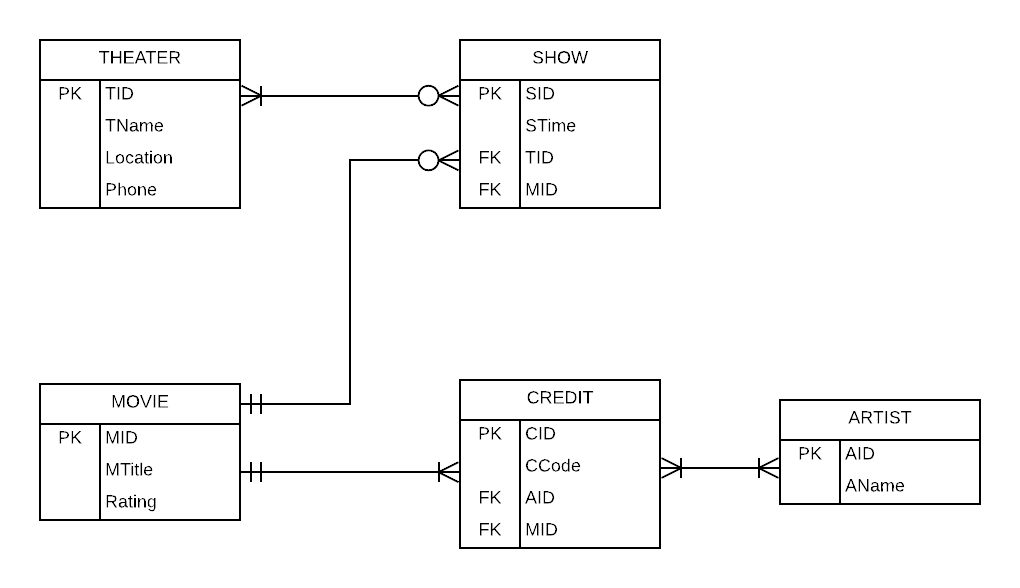 THEATER
PK TID
TName
Location
Phone
SHOW
PK SID
STime
FK TID
FK MID
MOVIE
PK MID
MTitle
Rating
CREDIT
PK CID
CCode
FK AID
FK MID
ARTIST
PK AID
AName